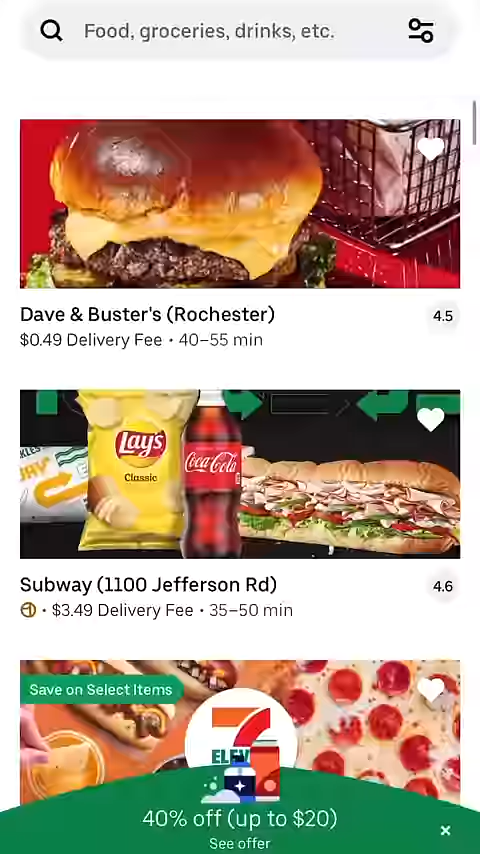 Food, groceries, drinks, etc.
Dave & Buster's (Rochester)
4.5
$0.49 Delivery Fee • 40–55 min
Lay's
Classic
Coca-Cola
Subway (1100 Jefferson Rd)
4.6
$3.49 Delivery Fee • 35–50 min
Save on Select Items
7
ELEV
40% off (up to $20)
See offer